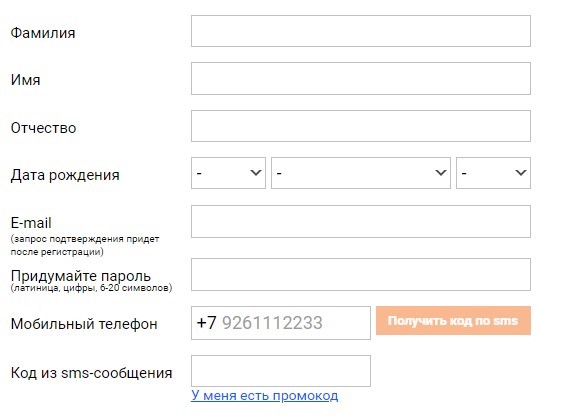 Фамилия
Имя
Отчество
Дата рождения - - -
E-mail
(запрос подтверждения придет
после регистрации)
Придумайте пароль
(латиница, цифры, 6-20 символов)
Мобильный телефон +7 9261112233 Получить код по sms
Код из sms-сообщения
У меня есть промокод